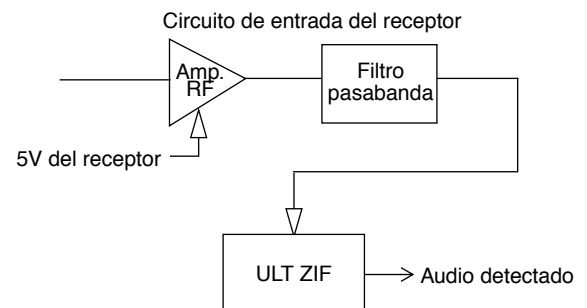 Circuito de entrada del receptor
Amp.
RF
Filtro
pasabanda
5V del receptor
ULT ZIF
Audio detectado